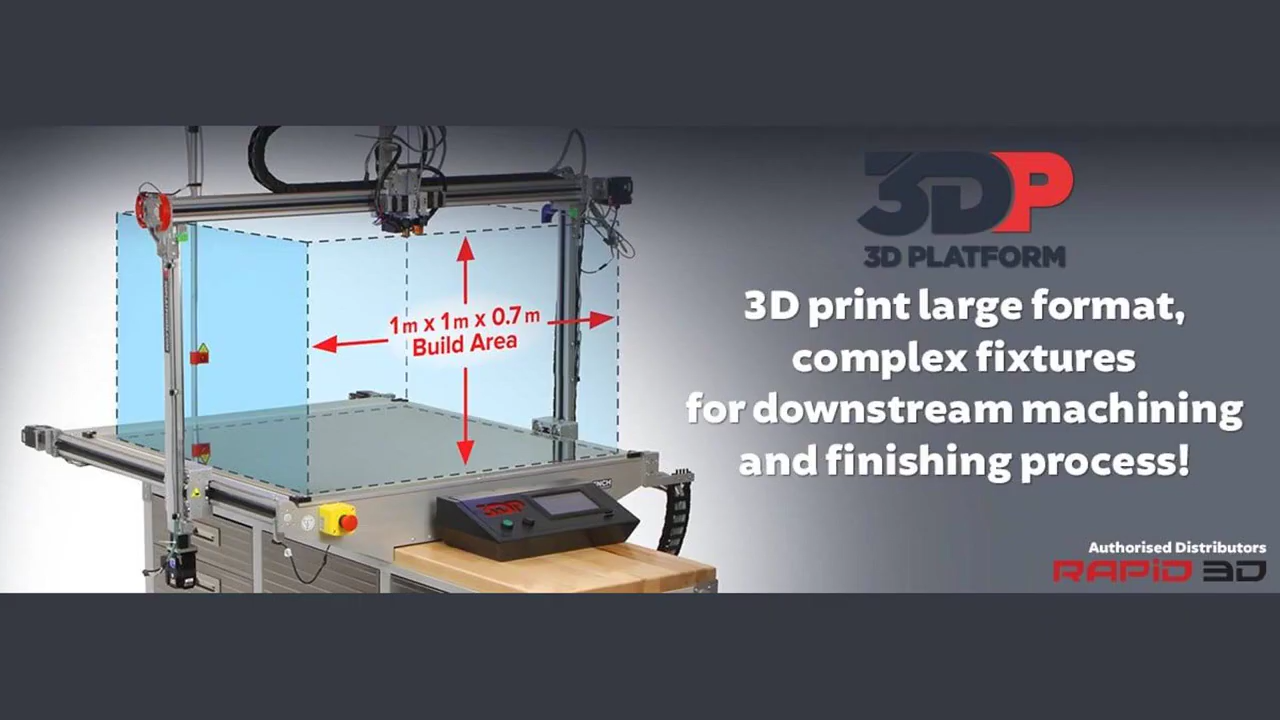 3DP
3D PLATFORM
3D print large format,
complex fixtures
for downstream machining
and finishing process!
1m x 1m x 0.7m
Build Area
3DP
Authorised Distributors
RAPiD 3D